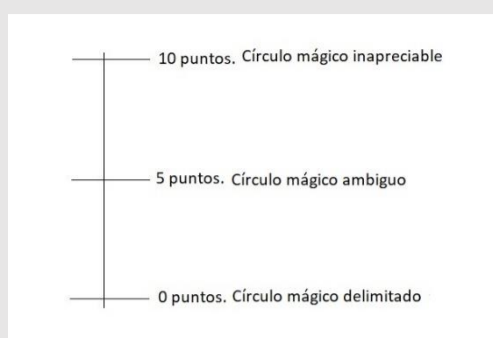 10 puntos. Círculo mágico inapreciable
5 puntos. Círculo mágico ambiguo
0 puntos. Círculo mágico delimitado